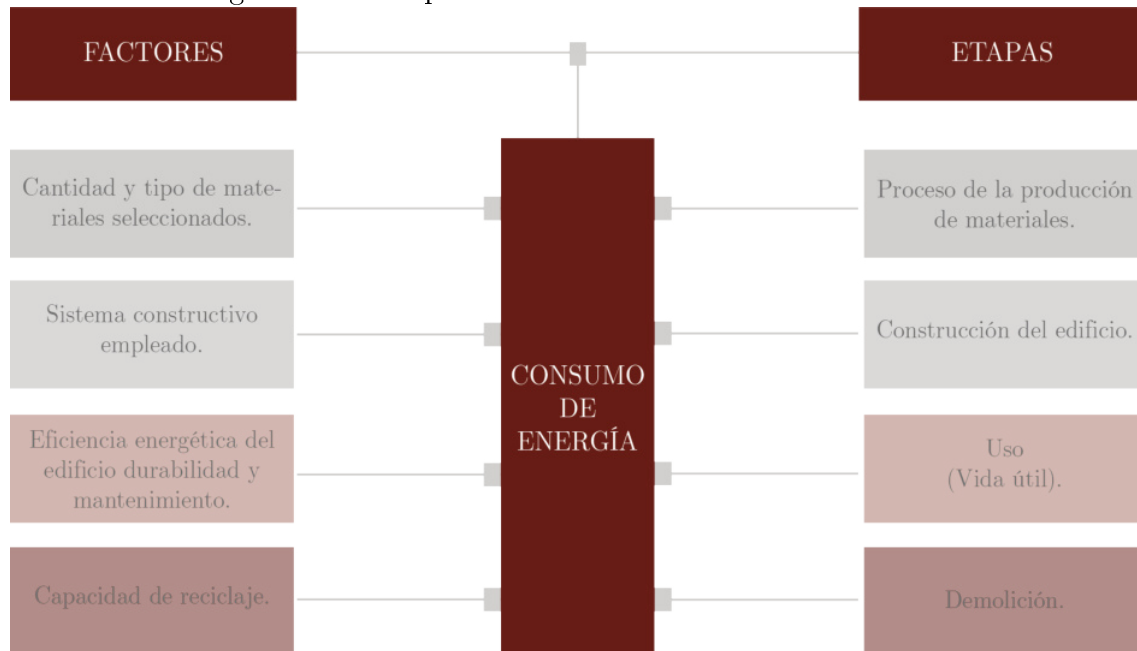 FACTORES
ETAPAS
Cantidad y tipo de mate-
riales seleccionados.
Proceso de la producción
de materiales.
Sistema constructivo
empleado.
Construcción del edificio.
CONSUMO
DE
ENERGÍA
Eficiencia energética del
edificio durabilidad y
mantenimiento.
Uso
(Vida útil).
Capacidad de reciclaje.
Demolición.